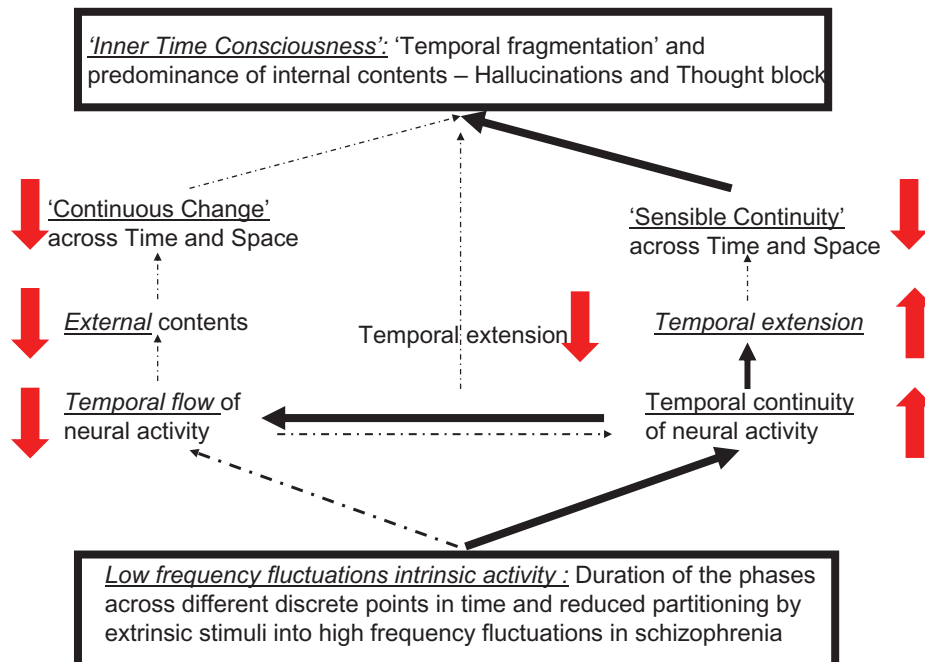 ‘Inner Time Consciousness’: ‘Temporal fragmentation’ and
predominance of internal contents – Hallucinations and Thought block
‘Continuous Change’
across Time and Space
‘Sensible Continuity’
across Time and Space
External contents
Temporal extension
Temporal extension
Temporal flow of
neural activity
Temporal continuity
of neural activity
Low frequency fluctuations intrinsic activity : Duration of the phases
across different discrete points in time and reduced partitioning by
extrinsic stimuli into high frequency fluctuations in schizophrenia